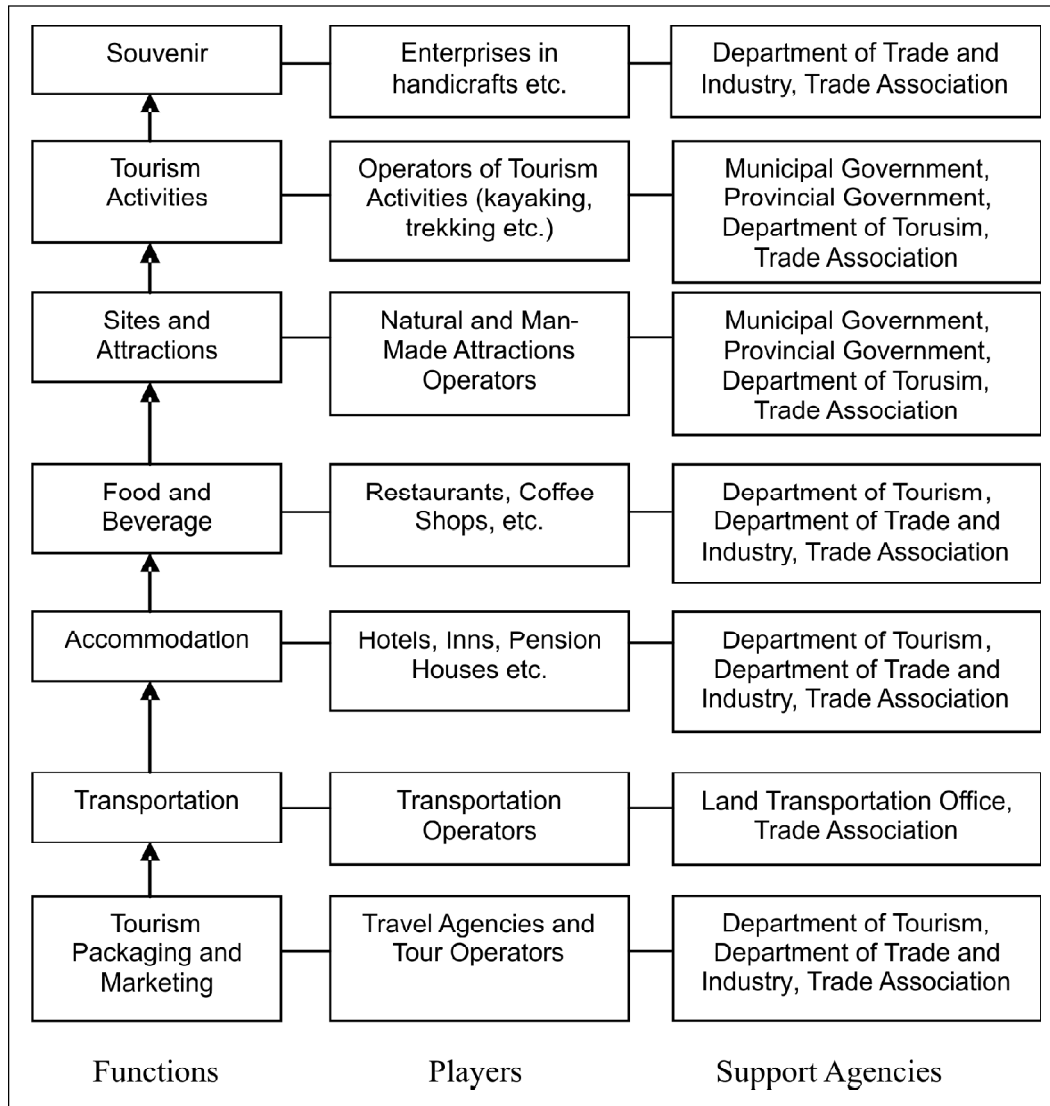 Souvenir
Enterprises in
handicrafts etc.
Department of Trade and
Industry, Trade Association
Tourism
Activities
Operators of Tourism
Activities (kayaking,
trekking etc.)
Municipal Government,
Provincial Government,
Department of Torusim,
Trade Association
Sites and
Attractions
Natural and Man-
Made Attractions
Operators
Municipal Government,
Provincial Government,
Department of Torusim,
Trade Association
Food and
Beverage
Restaurants, Coffee
Shops, etc.
Department of Tourism,
Department of Trade and
Industry, Trade Association
Accommodation
Hotels, Inns, Pension
Houses etc.
Department of Tourism,
Department of Trade and
Industry, Trade Association
Transportation
Transportation
Operators
Land Transportation Office,
Trade Association
Tourism
Packaging and
Marketing
Travel Agencies and
Tour Operators
Department of Tourism,
Department of Trade and
Industry, Trade Association
Functions
Players
Support Agencies